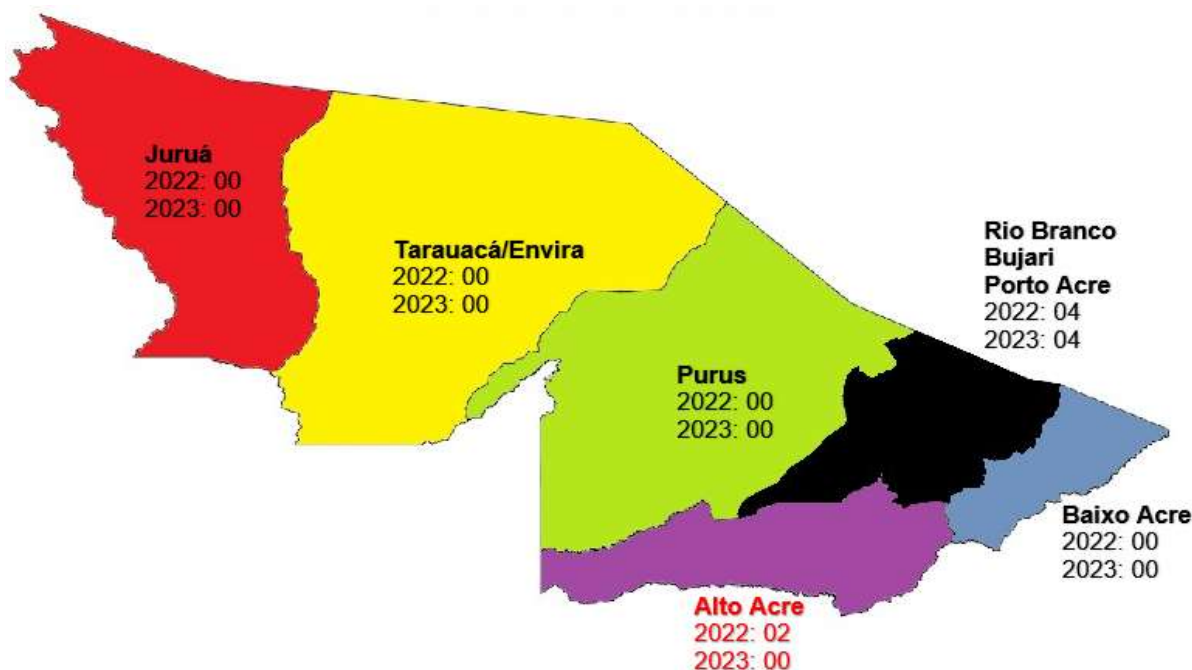 Juruá
2022: 00
2023: 00
Tarauacá/Envira
2022: 00
2023: 00
Rio Branco
Bujari
Porto Acre
2022: 04
2023: 04
Purus
2022: 00
2023: 00
Baixo Acre
2022: 00
2023: 00
Alto Acre
2022: 02
2023: 00